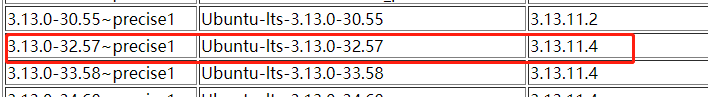 3.13.0-30.55~precise1 Ubuntu-lts-3.13.0-30.55 3.13.11.2
3.13.0-32.57~precise1 Ubuntu-lts-3.13.0-32.57 3.13.11.4
3.13.0-33.58~precise1 Ubuntu-lts-3.13.0-33.58 3.13.11.4